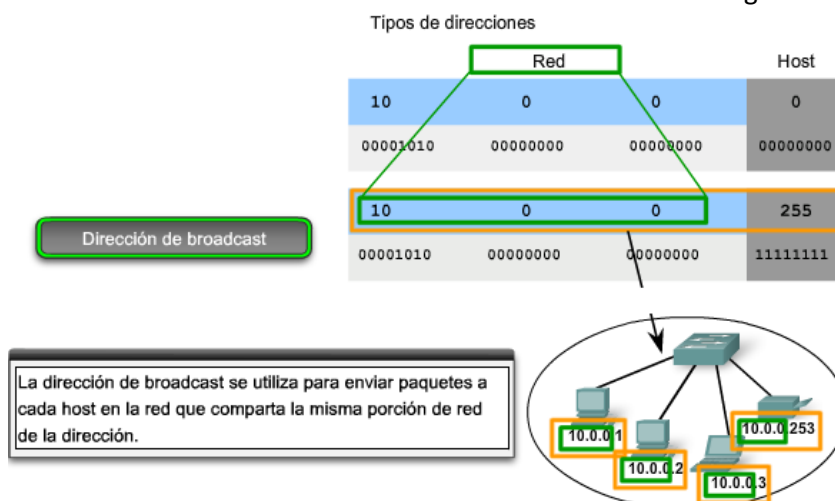 Tipos de direcciones
Red Host
10 0 0 0
00001010 00000000 00000000 00000000
10 0 0 255
Dirección de broadcast
00001010 00000000 00000000 11111111
La dirección de broadcast se utiliza para enviar paquetes a
cada host en la red que comparta la misma porción de red
de la dirección.
10.0.0.1
10.0.0.253
10.0.0.2
10.0.0.3